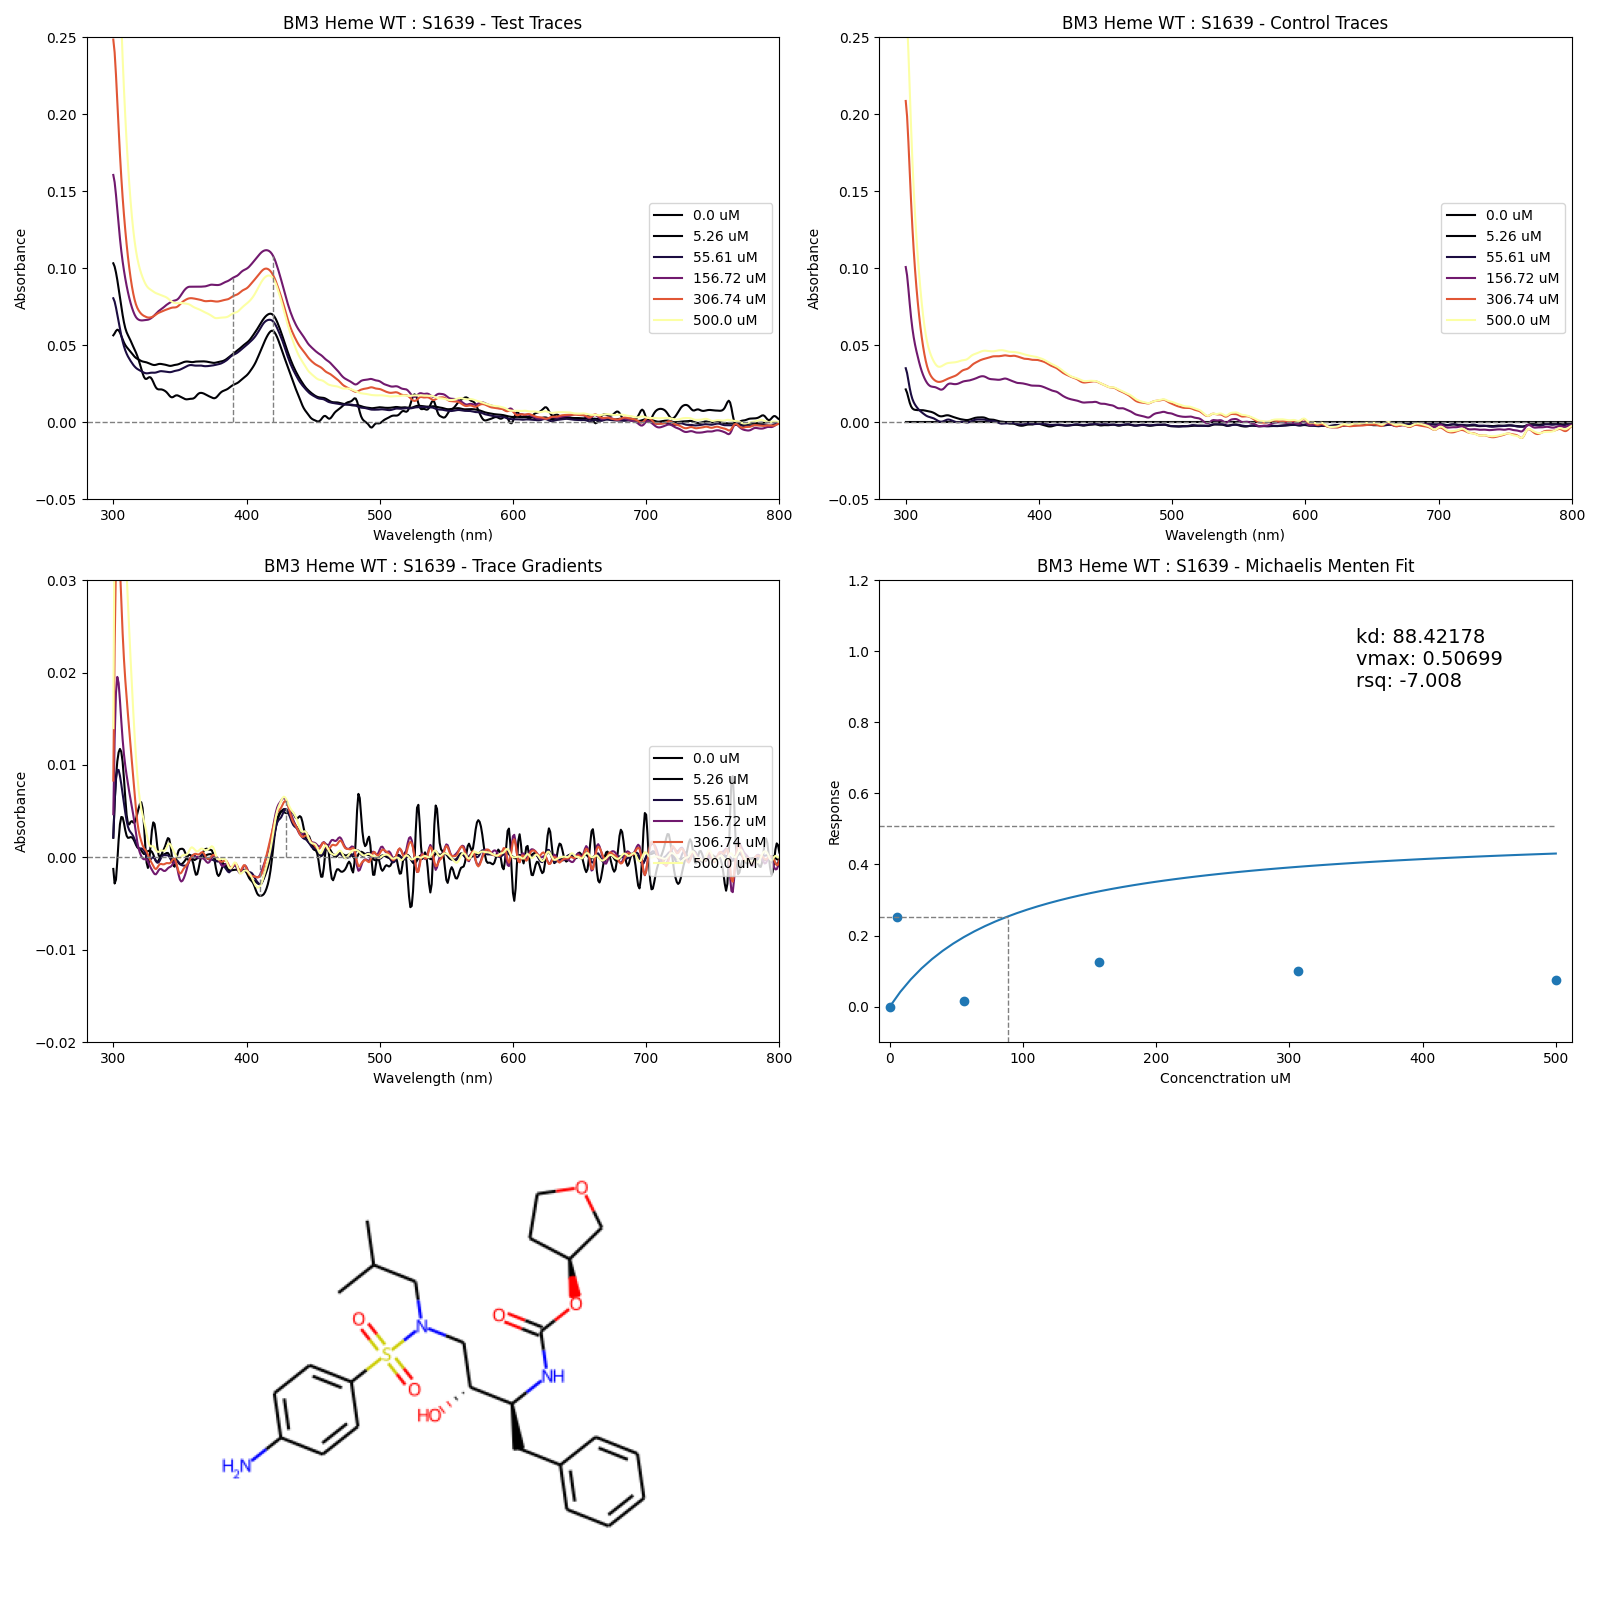 BM3 Heme WT : S1639 - Test Traces
0.25
0.20
0.15
0.10
0.05
0.00
−0.05
Absorbance
300 400 500 600 700 800
Wavelength (nm)
0.0 uM
5.26 uM
55.61 uM
156.72 uM
306.74 uM
500.0 uM
BM3 Heme WT : S1639 - Control Traces
0.25
0.20
0.15
0.10
0.05
0.00
−0.05
Absorbance
300 400 500 600 700 800
Wavelength (nm)
0.0 uM
5.26 uM
55.61 uM
156.72 uM
306.74 uM
500.0 uM
BM3 Heme WT : S1639 - Trace Gradients
0.03
0.02
0.01
0.00
−0.01
−0.02
Absorbance
300 400 500 600 700 800
Wavelength (nm)
0.0 uM
5.26 uM
55.61 uM
156.72 uM
306.74 uM
500.0 uM
BM3 Heme WT : S1639 - Michaelis Menten Fit
1.2
1.0
0.8
0.6
0.4
0.2
0.0
Response
0 100 200 300 400 500
Concenctration uM
kd: 88.42178
vmax: 0.50699
rsq: -7.008
O
O
O
O
N
S
O
NH
HO
H2N